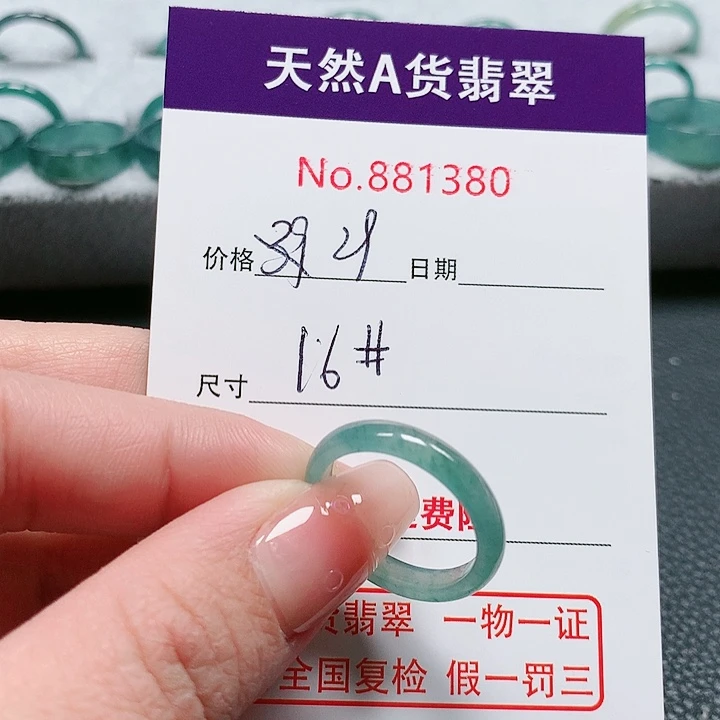 天然A货翡翠
No.881380
价格 日期
尺寸 16#
费
货翡翠 一物一证
全国复检 假一罚三